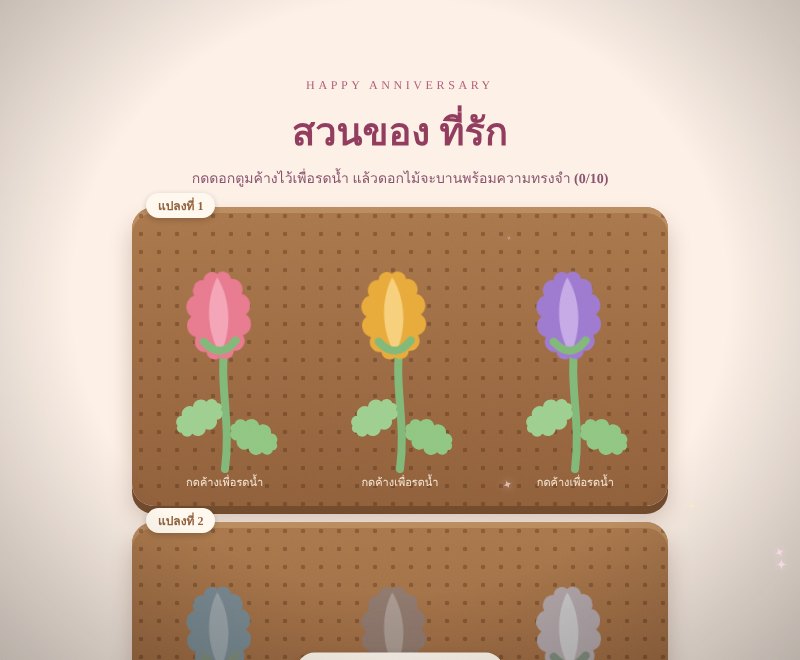 HAPPY ANNIVERSARY
สวนของ ที่รัก
กดดอกตูมค้างไว้เพื่อรดน้ำ แล้วดอกไม้จะบานพร้อมความทรงจำ (0/10)
แปลงที่ 1
กดค้างเพื่อรดน้ำ กดค้างเพื่อรดน้ำ กดค้างเพื่อรดน้ำ
แปลงที่ 2